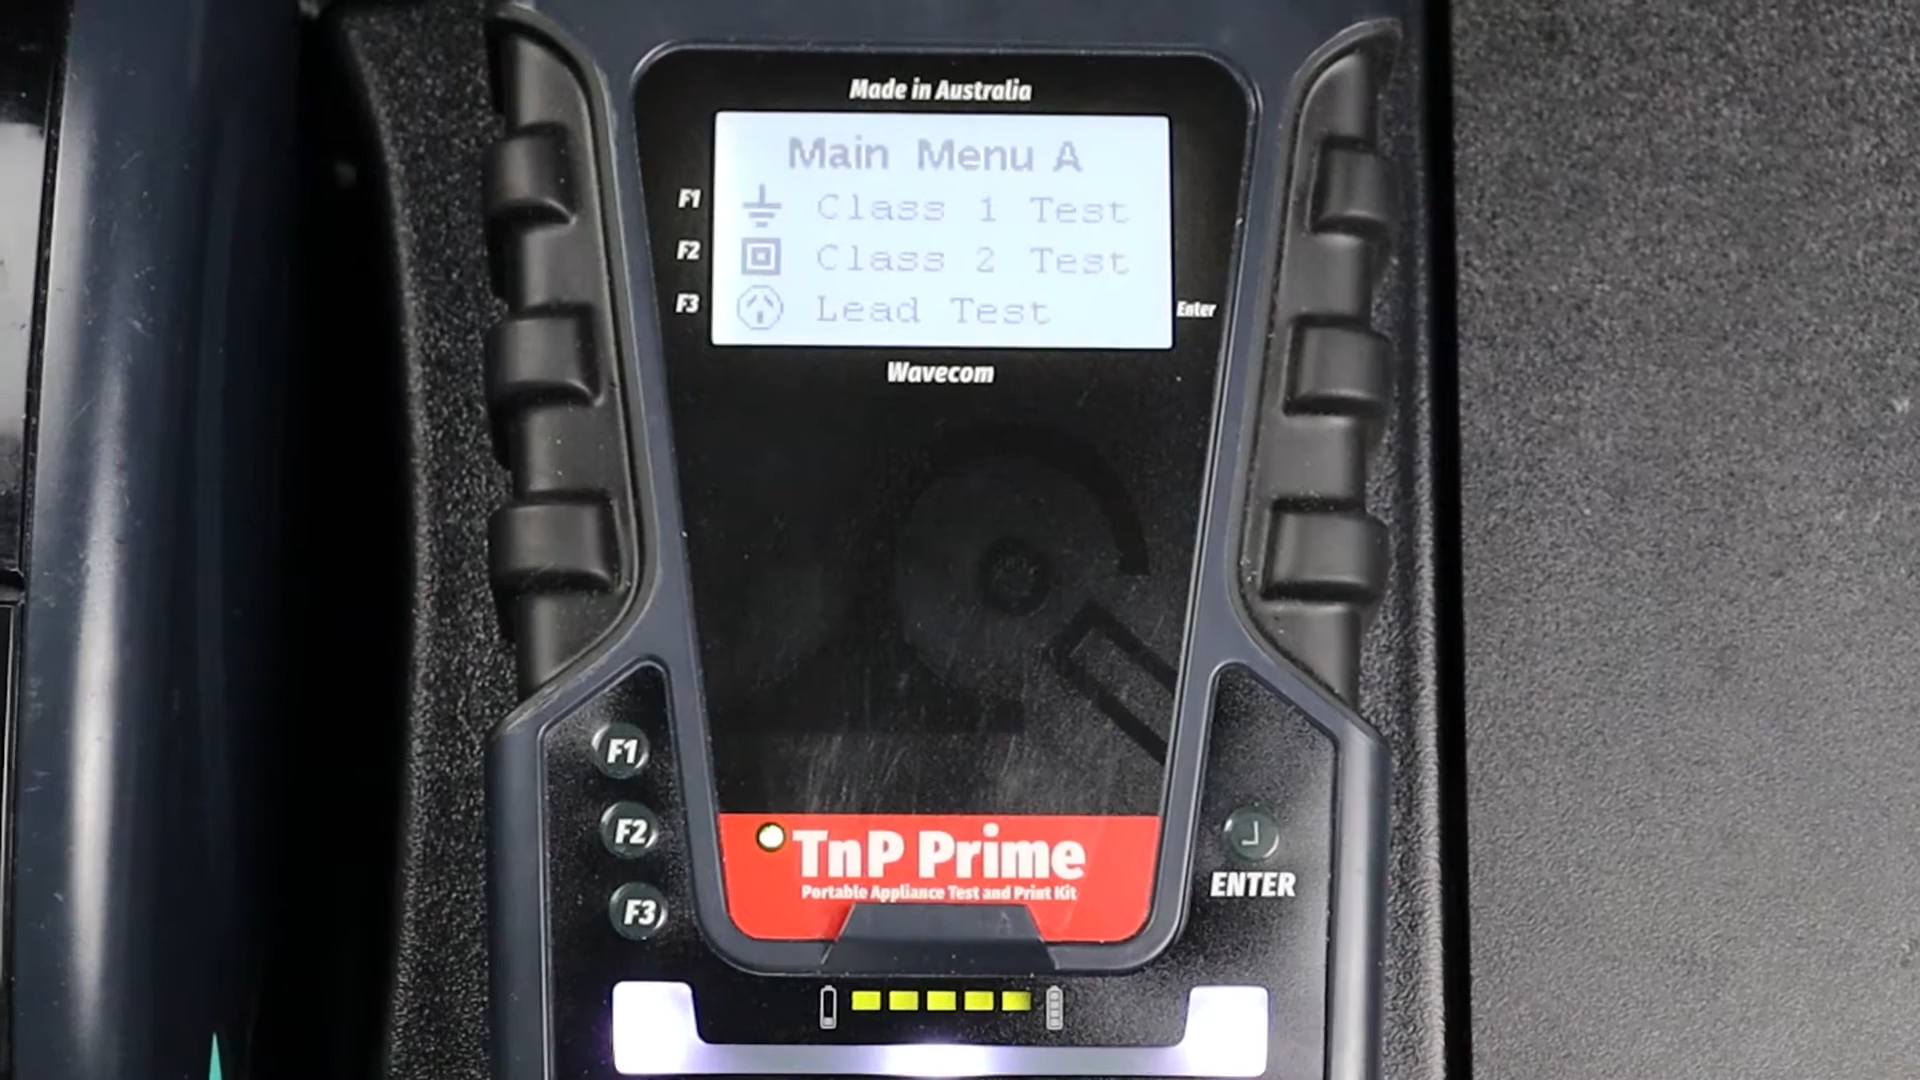 Made in Australia
Main Menu A
F1 Class 1 Test
F2 Class 2 Test
F3 Lead Test
Enter
Wavecom
F1
F2
F3
TnP Prime
Portable Appliance Test and Print Kit
ENTER